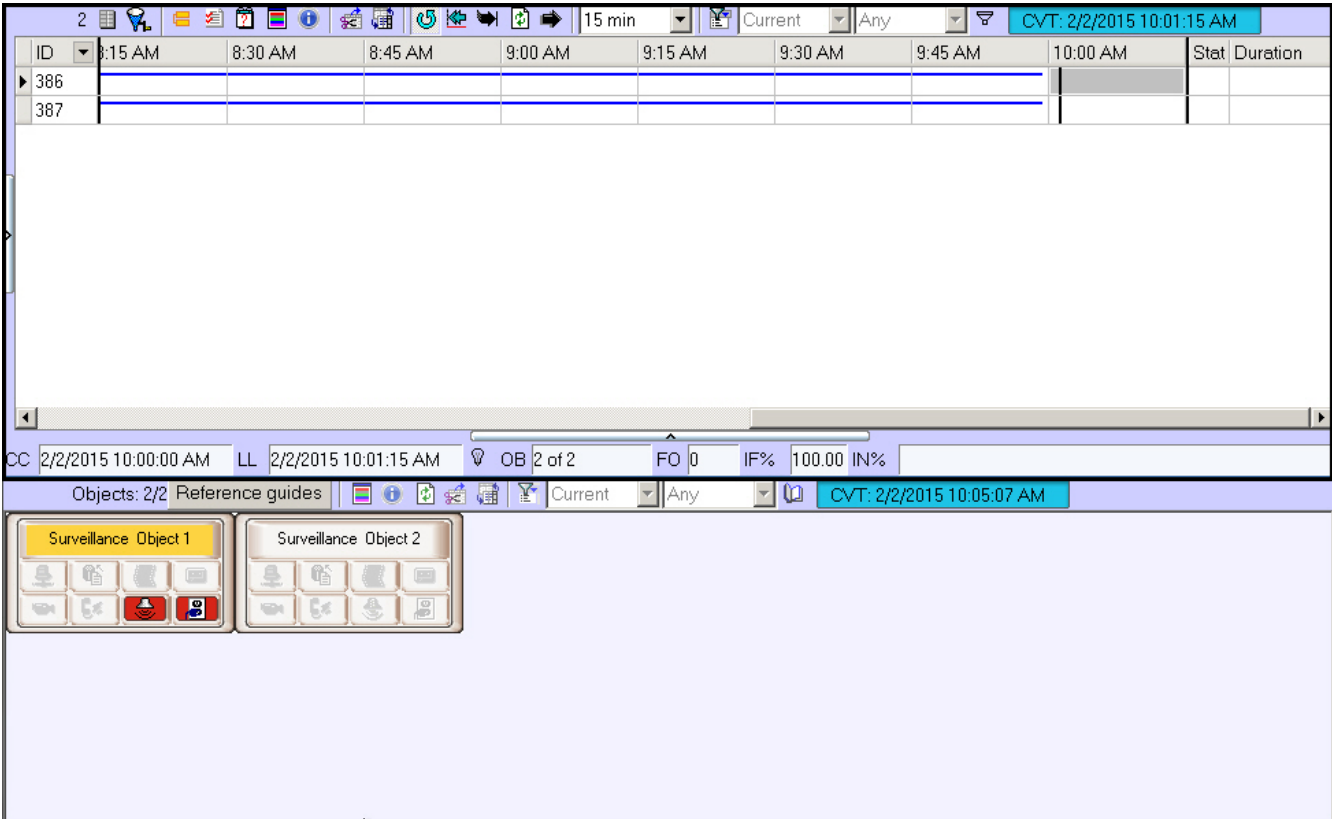 2 15 min Current Any CVT: 2/2/2015 10:01:15 AM
ID 8:15 AM 8:30 AM 8:45 AM 9:00 AM 9:15 AM 9:30 AM 9:45 AM 10:00 AM Stat Duration
386
387
CC 2/2/2015 10:00:00 AM LL 2/2/2015 10:01:15 AM OB 2 of 2 FO 0 IF% 100.00 IN%
Objects: 2/2 Reference guides Current Any CVT: 2/2/2015 10:05:07 AM
Surveillance Object 1 Surveillance Object 2